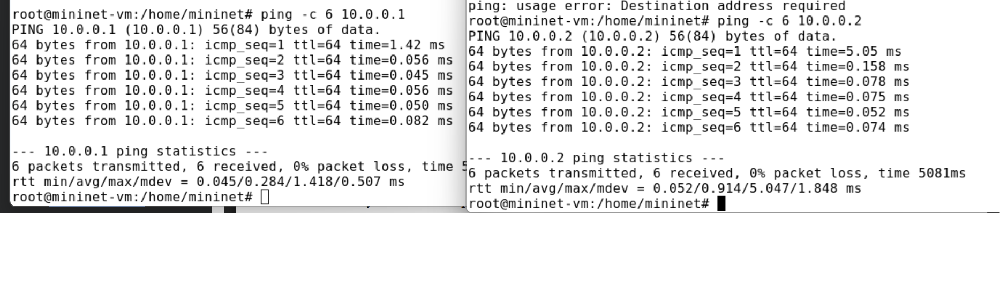 root@mininet-vm:/home/mininet# ping -c 6 10.0.0.1
PING 10.0.0.1 (10.0.0.1) 56(84) bytes of data.
64 bytes from 10.0.0.1: icmp_seq=1 ttl=64 time=1.42 ms
64 bytes from 10.0.0.1: icmp_seq=2 ttl=64 time=0.056 ms
64 bytes from 10.0.0.1: icmp_seq=3 ttl=64 time=0.045 ms
64 bytes from 10.0.0.1: icmp_seq=4 ttl=64 time=0.056 ms
64 bytes from 10.0.0.1: icmp_seq=5 ttl=64 time=0.050 ms
64 bytes from 10.0.0.1: icmp_seq=6 ttl=64 time=0.082 ms
--- 10.0.0.1 ping statistics ---
6 packets transmitted, 6 received, 0% packet loss, time
rtt min/avg/max/mdev = 0.045/0.284/1.418/0.507 ms
root@mininet-vm:/home/mininet#
ping: usage error: Destination address required
root@mininet-vm:/home/mininet# ping -c 6 10.0.0.2
PING 10.0.0.2 (10.0.0.2) 56(84) bytes of data.
64 bytes from 10.0.0.2: icmp_seq=1 ttl=64 time=5.05 ms
64 bytes from 10.0.0.2: icmp_seq=2 ttl=64 time=0.158 ms
64 bytes from 10.0.0.2: icmp_seq=3 ttl=64 time=0.078 ms
64 bytes from 10.0.0.2: icmp_seq=4 ttl=64 time=0.075 ms
64 bytes from 10.0.0.2: icmp_seq=5 ttl=64 time=0.052 ms
64 bytes from 10.0.0.2: icmp_seq=6 ttl=64 time=0.074 ms
--- 10.0.0.2 ping statistics ---
6 packets transmitted, 6 received, 0% packet loss, time 5081ms
rtt min/avg/max/mdev = 0.052/0.914/5.047/1.848 ms
root@mininet-vm:/home/mininet#